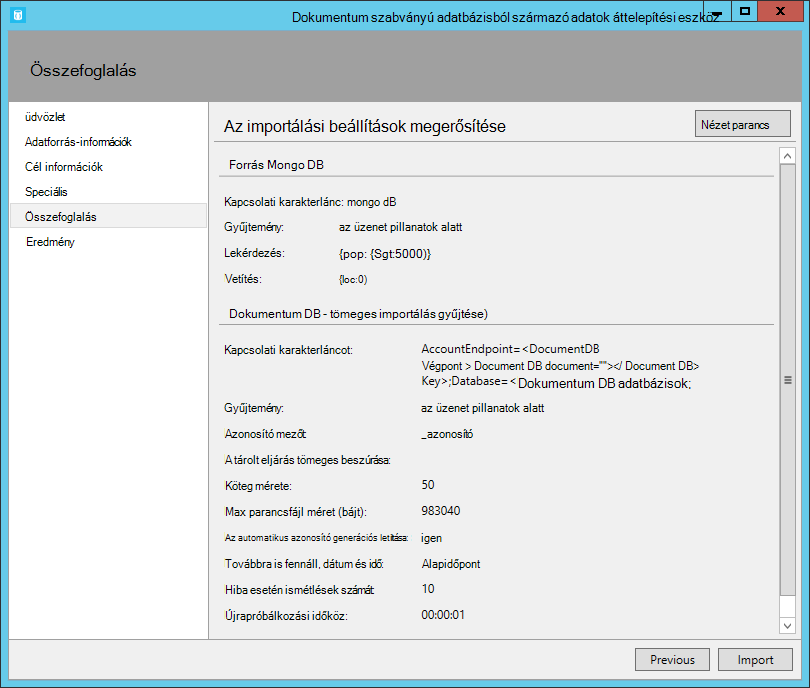 Dokumentum szabványú adatbázisból származó adatok áttelepítési eszköz
Összefoglalás
üdvözlet
Adatforrás-információk
Cél információk
Speciális
Összefoglalás
Eredmény
Az importálási beállítások megerősítése
Nézet parancs
Forrás Mongo DB
Kapcsolati karakterlánc: mongo dB
Gyűjtemény: az üzenet pillanatok alatt
Lekérdezés: {pop: {Sgt:5000)}
Vetítés: {loc:0)
Dokumentum DB - tömeges importálás gyűjtése)
Kapcsolati karakterláncot: AccountEndpoint=<DocumentDB
Végpont > Document DB document=""></ Document DB>
Key>;Database=<Dokumentum DB adatbázisok;
Gyűjtemény: az üzenet pillanatok alatt
Azonosító mezőt: _azonosító
A tárolt eljárás tömeges beszúrása:
Köteg mérete: 50
Max parancsfájl méret (bájt): 983040
Az automatikus azonosító generációs letiltása: igen
Továbbra is fennáll, dátum és idő: Alapidőpont
Hiba esetén ismétlések számát: 10
Újrapróbálkozási időköz: 00:00:01
Previous
Import